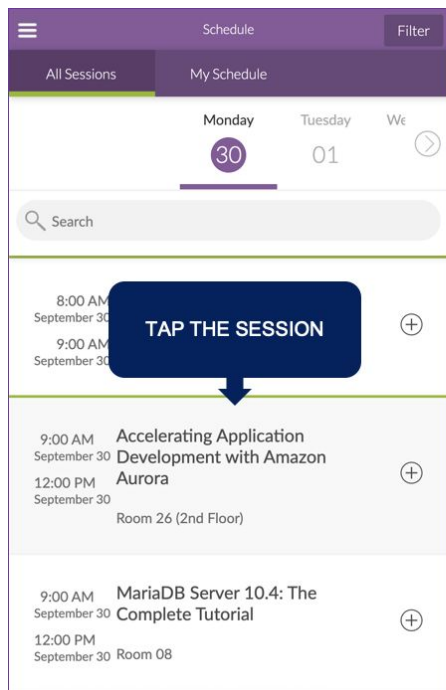 Schedule
Filter
All Sessions
My Schedule
Monday
Tuesday
We
30
01
Search
8:00 AM
September 30
9:00 AM
September 30
TAP THE SESSION
9:00 AM
September 30
12:00 PM
September 30
Accelerating Application
Development with Amazon
Aurora
Room 26 (2nd Floor)
9:00 AM
September 30
12:00 PM
September 30
MariaDB Server 10.4: The
Complete Tutorial
Room 08